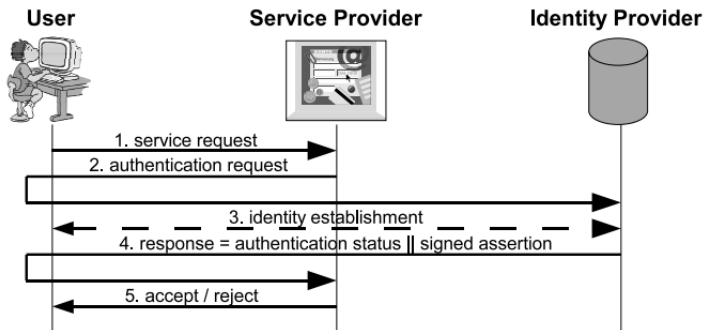 User
Service Provider
Identity Provider
@
1. service request
2. authentication request
3. identity establishment
4. response = authentication status || signed assertion
5. accept / reject